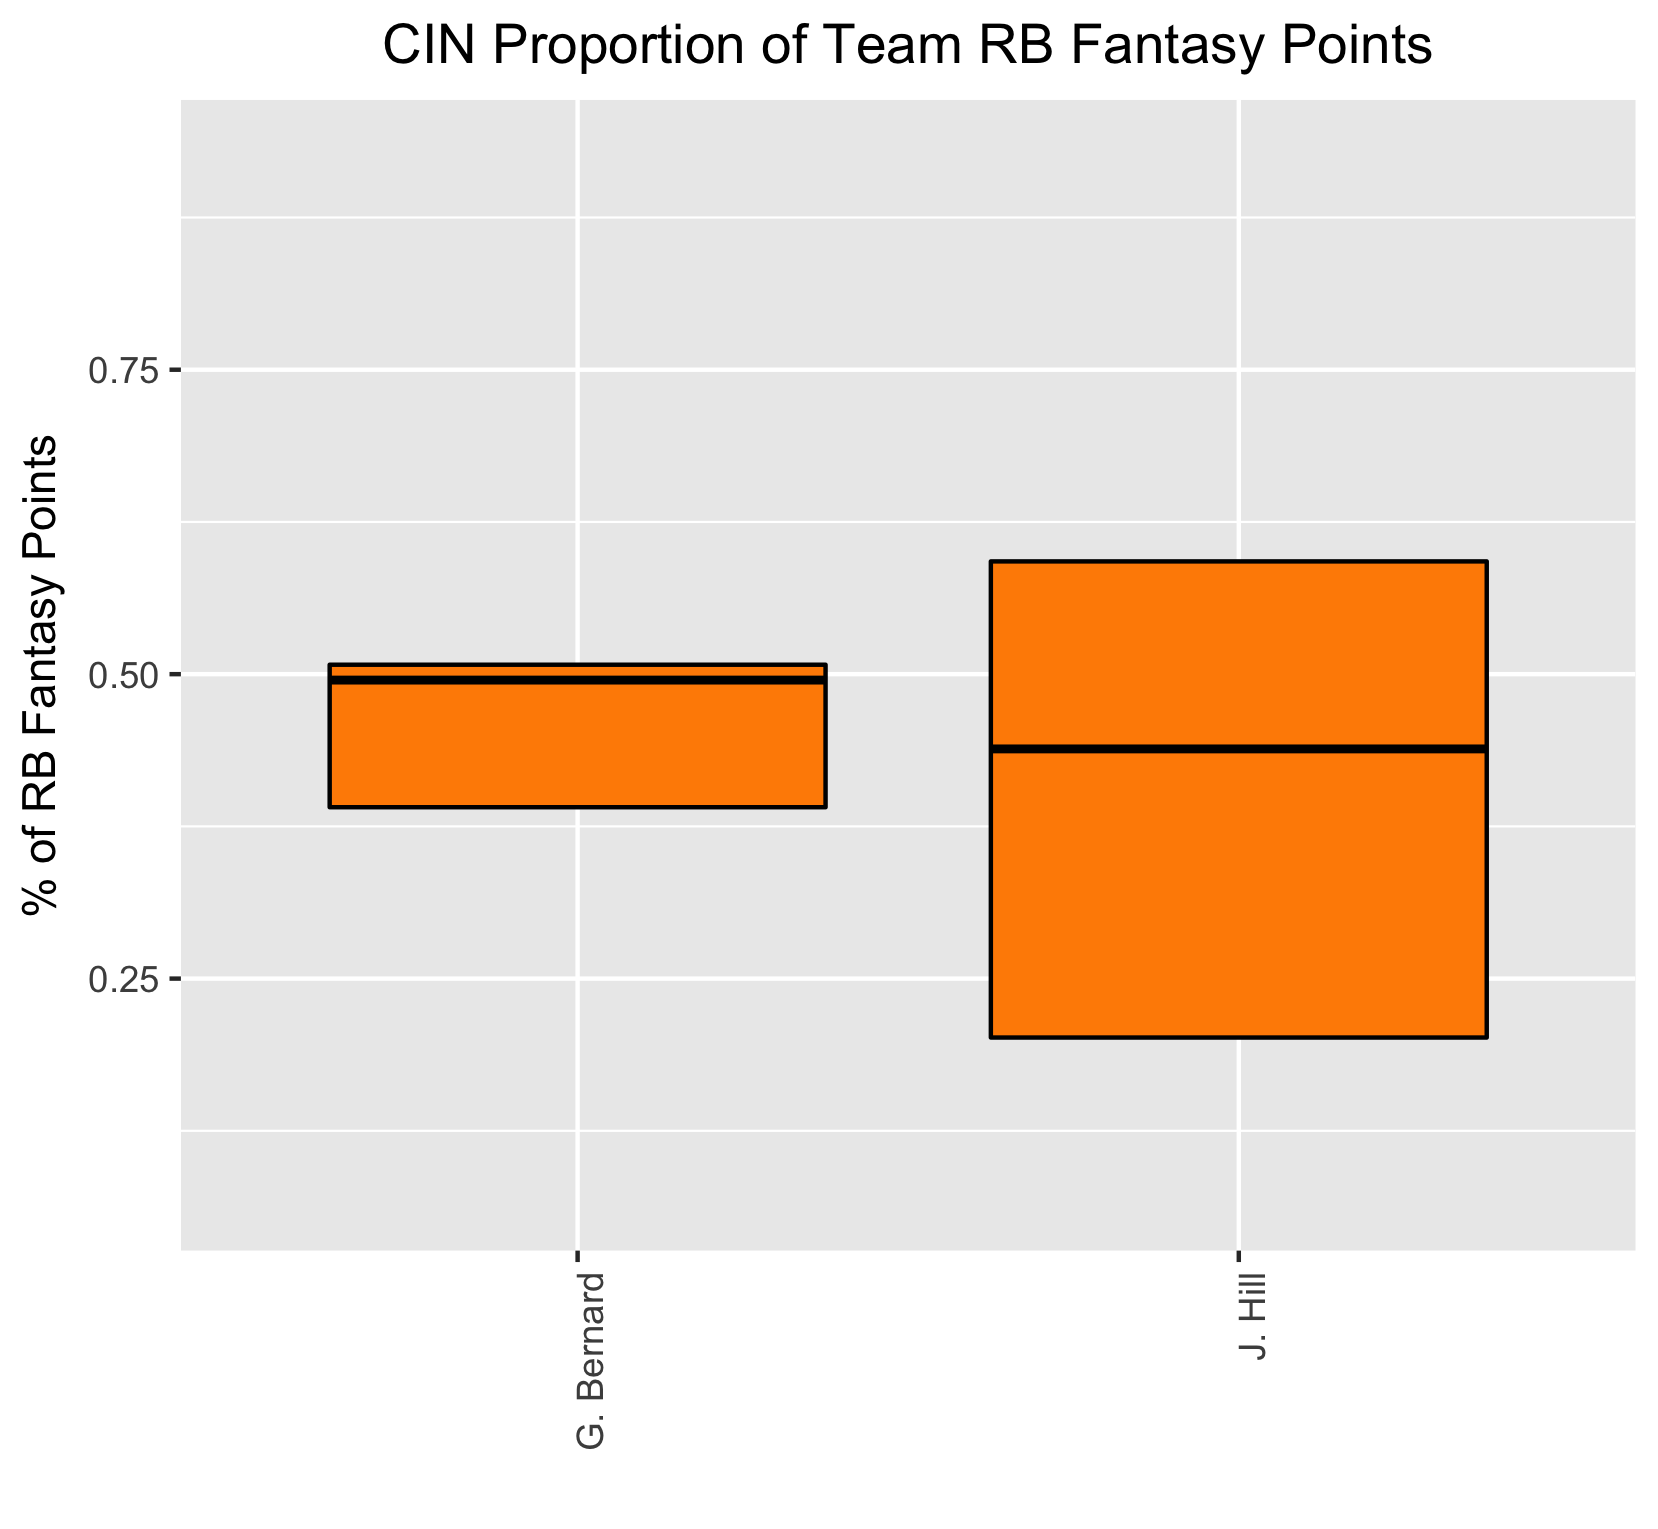 CIN Proportion of Team RB Fantasy Points
% of RB Fantasy Points
0.75
0.50
0.25
G. Bernard
J. Hill